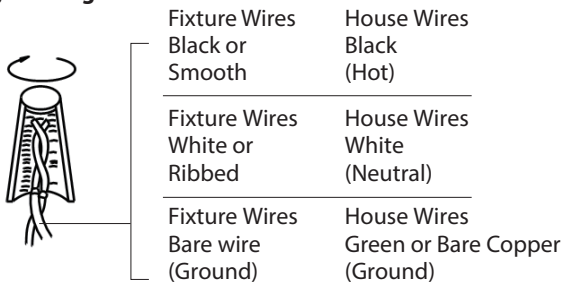 Fixture Wires House Wires
Black or Black
Smooth (Hot)
Fixture Wires House Wires
White or White
Ribbed (Neutral)
Fixture Wires House Wires
Bare wire Green or Bare Copper
(Ground) (Ground)